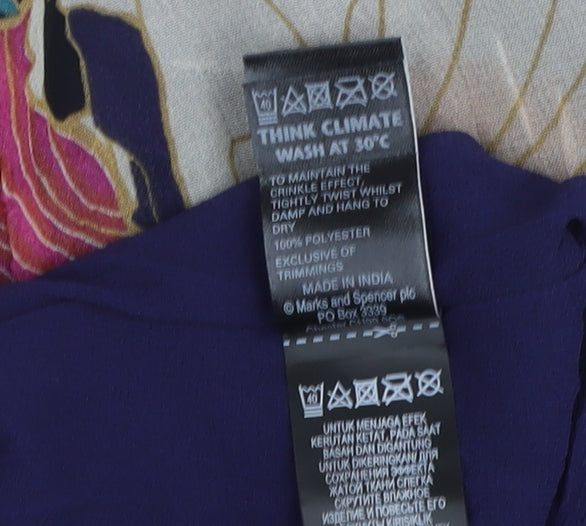 40
THINK CLIMATE
WASH AT 30°C
TO MAINTAIN THE
CRINKLE EFFECT,
TIGHTLY TWIST WHILST
DAMP AND HANG TO
DRY
100% POLYESTER
EXCLUSIVE OF
TRIMMINGS
MADE IN INDIA
© Marks and Spencer plc
PO Box 3339
40
UNTUK MENJAGA EFEK
KERUTAN KETAT, PADA SAAT
BASAH DAN DIGANTUNG
UNTUK DIKERINGKAN/ДЛЯ
СОХРАНЕНИЯ ЭФФЕКТА
ЖАТОЙ ТКАНИ СЛЕГКА
СКРУТИТЕ ВЛАЖНОЕ
ИЗДЕЛИЕ И ПОВЕСЬТЕ ЕГО